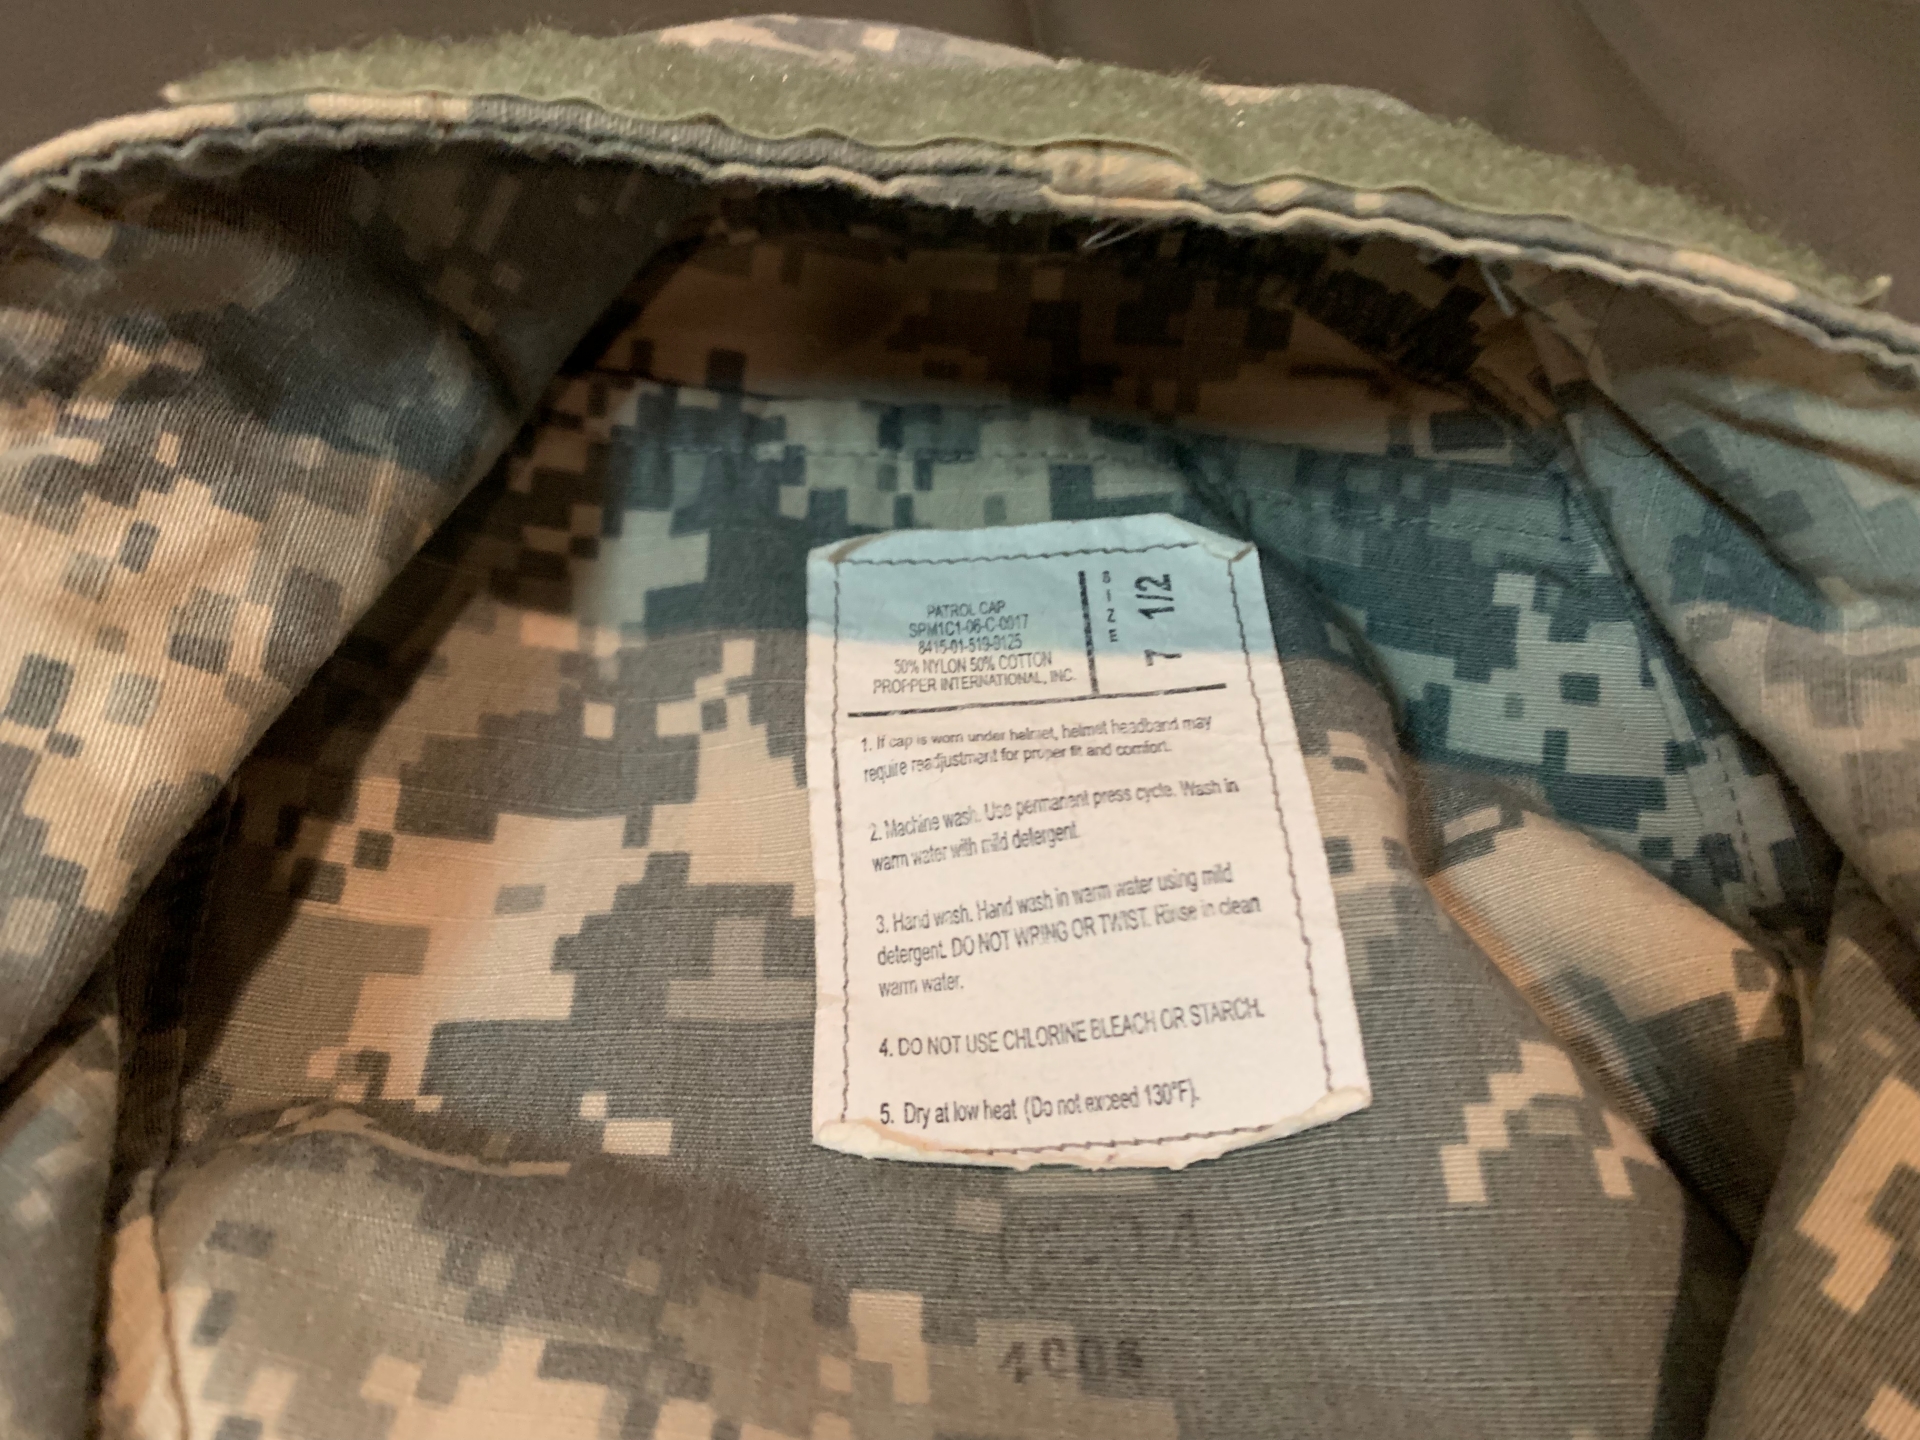 PATROL CAP
SPM1C1-06-C-0017
8415-01-519-9125
50% NYLON 50% COTTON
PROPPER INTERNATIONAL, INC.
SIZE
7 1/2
1. If cap is worn under helmet, helmet headband may
require readjustment for proper fit and comfort.
2. Machine wash. Use permanent press cycle. Wash in
warm water with mild detergent.
3. Hand wash. Hand wash in warm water using mild
detergent. DO NOT WRING OR TWIST. Rinse in clean
warm water.
4. DO NOT USE CHLORINE BLEACH OR STARCH.
5. Dry at low heat (Do not exceed 130°F).